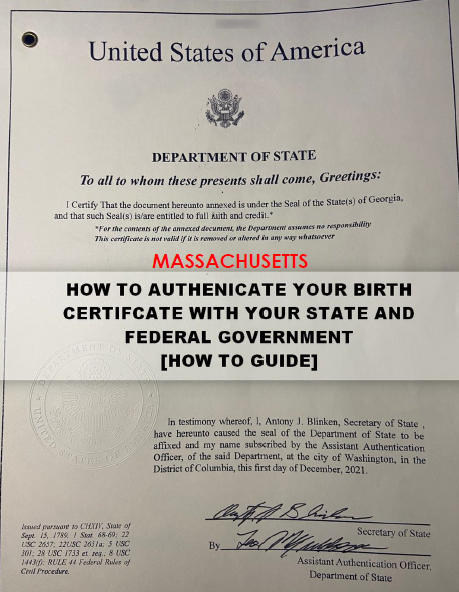 United States of America
DEPARTMENT OF STATE
To all to whom these presents shall come, Greetings:
I Certify That the document hereunto annexed is under the Seal of the State(s) of Georgia,
and that such Seal(s) is/are entitled to full faith and credit.*
*For the contents of the annexed document, the Department assumes no responsibility
This certificate is not valid if it is removed or altered in any way whatsoever
MASSACHUSETTS
HOW TO AUTHENICATE YOUR BIRTH
CERTIFCATE WITH YOUR STATE AND
FEDERAL GOVERNMENT
[HOW TO GUIDE]
In testimony whereof, I, Antony J. Blinken, Secretary of State ,
have hereunto caused the seal of the Department of State to be
affixed and my name subscribed by the Assistant Authentication
Officer, of the said Department, at the city of Washington, in the
District of Columbia, this first day of December, 2021.
Issued pursuant to CHXIV, State of
Sept. 15, 1789, 1 Stat. 68-69; 22
USC 2657; 22USC 2651a; 5 USC
301; 28 USC 1733 et. seq.; 8 USC
1443(f); RULE 44 Federal Rules of
Civil Procedure.
Secretary of State
By
Assistant Authentication Officer,
Department of State